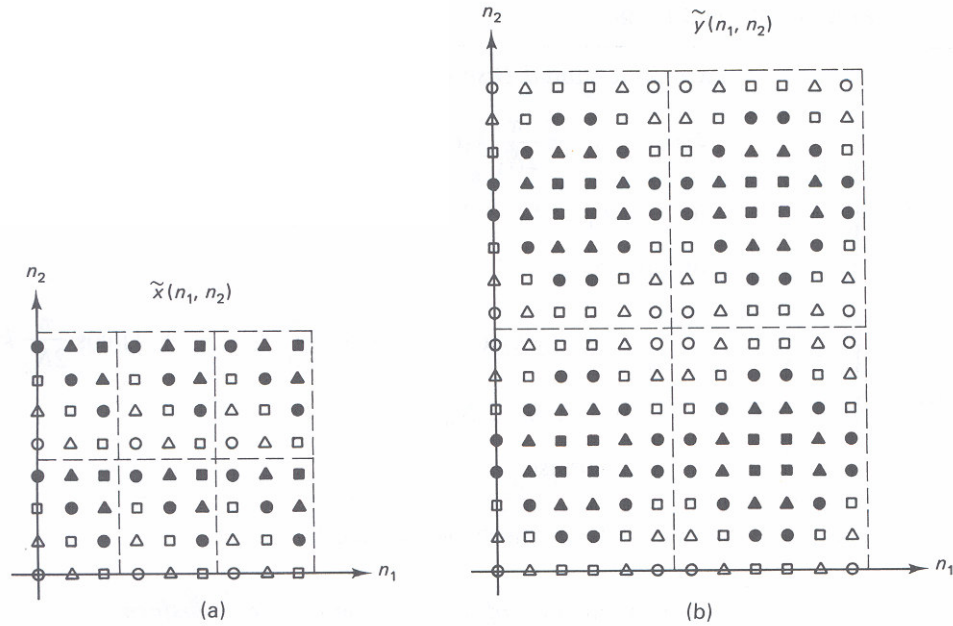 n₂
ỹ(n₁, n₂)
n₂
x̃(n₁, n₂)
n₁
n₁
(a)
(b)